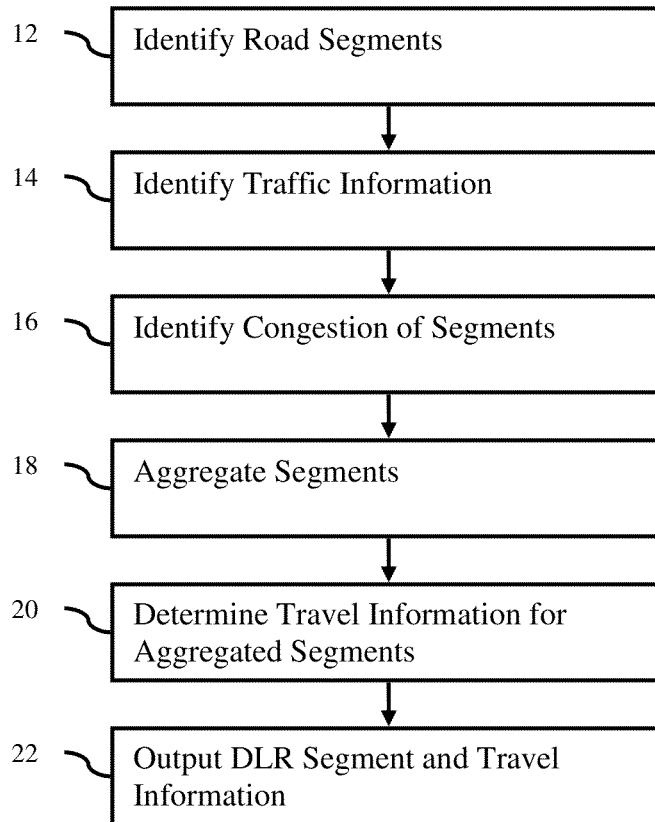 12 Identify Road Segments
14 Identify Traffic Information
16 Identify Congestion of Segments
18 Aggregate Segments
20 Determine Travel Information for
Aggregated Segments
22 Output DLR Segment and Travel
Information